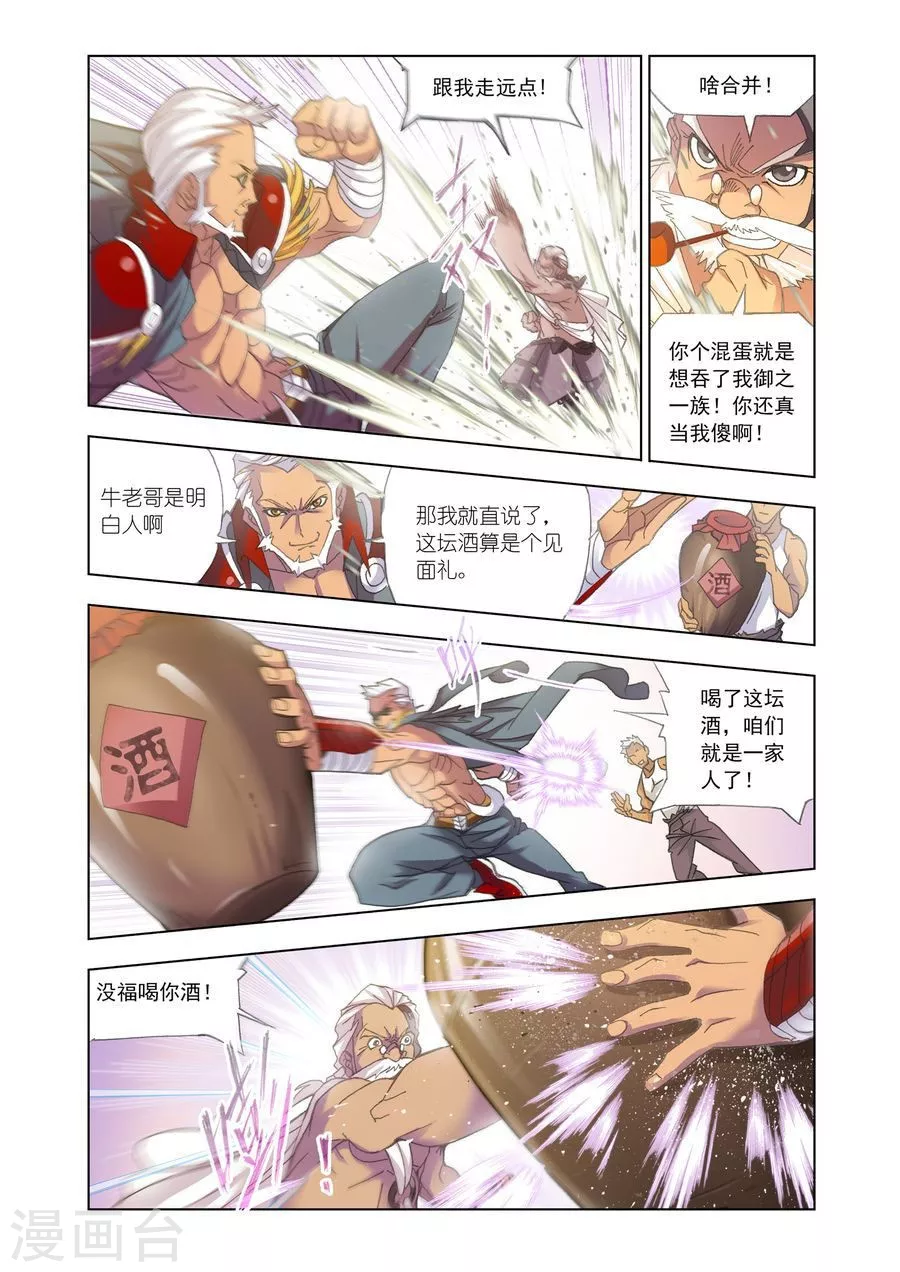 跟我走远点！
啥合并！
你个混蛋就是
想吞了我御之
一族！你还真
当我傻啊！
牛老哥是明
白人啊
那我就直说了，
这坛酒算是个见
面礼。
酒
酒
喝了这坛
酒，咱们
就是一家
人了！
没福喝你酒！
漫画台